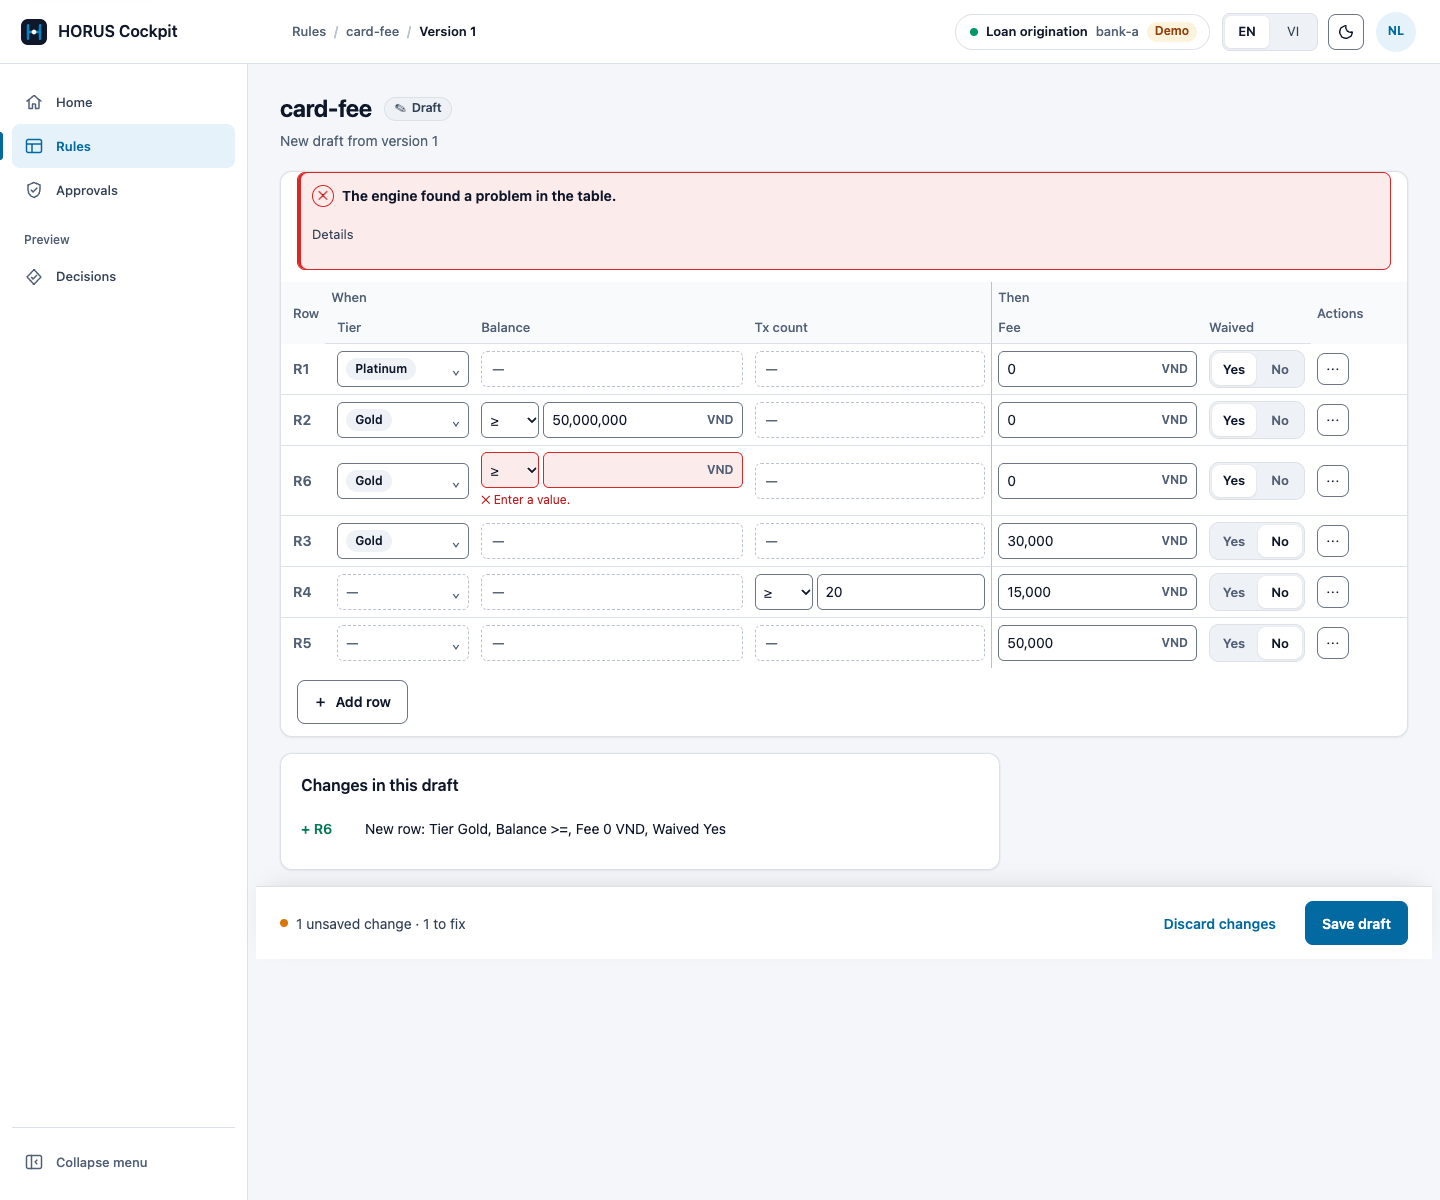 HORUS Cockpit
Rules / card-fee / Version 1
Loan origination bank-a Demo
EN VI
NL
Home
Rules
Approvals
Preview
Decisions
card-fee
✎ Draft
New draft from version 1
The engine found a problem in the table.
Details
Row When Then Actions
Tier Balance Tx count Fee Waived
R1 Platinum — — 0 VND Yes No ...
R2 Gold ≥ 50,000,000 VND — 0 VND Yes No ...
R6 Gold ≥ VND — 0 VND Yes No ...
✕ Enter a value.
R3 Gold — — 30,000 VND Yes No ...
R4 — — ≥ 20 15,000 VND Yes No ...
R5 — — — 50,000 VND Yes No ...
+ Add row
Changes in this draft
+ R6 New row: Tier Gold, Balance >=, Fee 0 VND, Waived Yes
1 unsaved change · 1 to fix
Discard changes
Save draft
Collapse menu